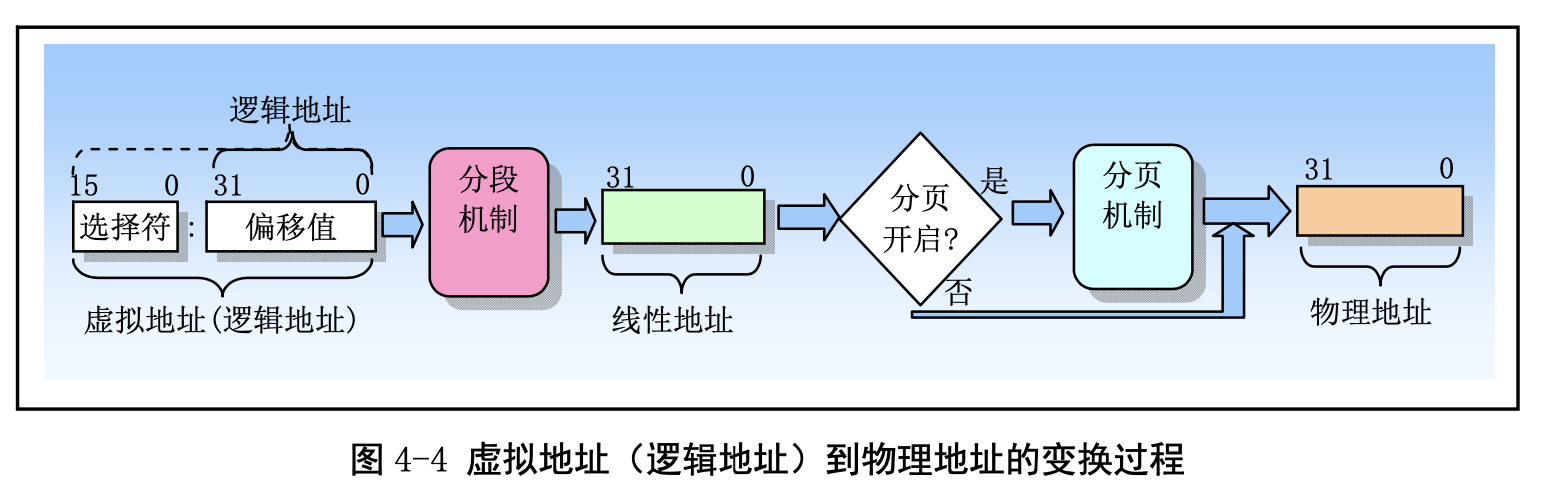 逻辑地址
15 0 31 0
选择符 : 偏移值
虚拟地址(逻辑地址)
分段
机制
31 0
线性地址
分页
开启?
是
否
分页
机制
31 0
物理地址
图 4-4 虚拟地址（逻辑地址）到物理地址的变换过程